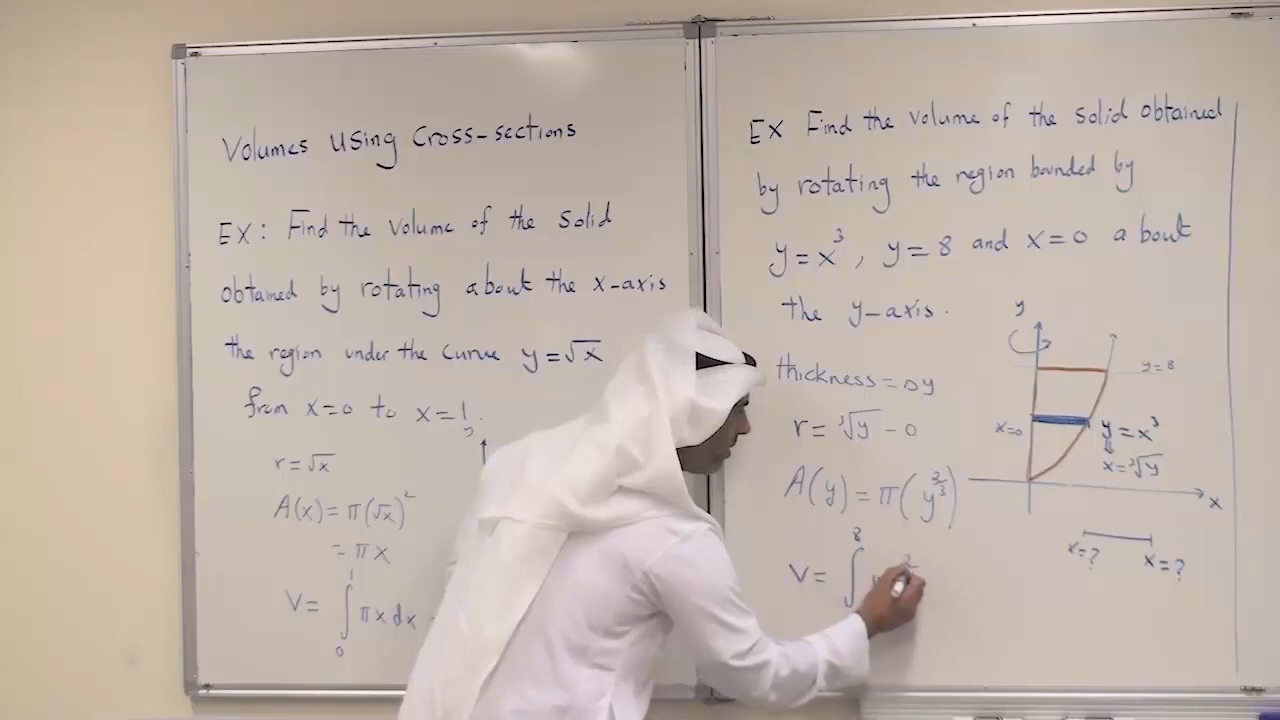 Volumes Using Cross-sections
EX: Find the Volume of the Solid
obtained by rotating about the x-axis
the region under the curve y=√x
from x=0 to x=1.
r=√x
A(x)=π(√x)²
=πx
V= ∫₀¹ πx dx
EX Find the Volume of the Solid obtained
by rotating the region bounded by
y=x³, y=8 and x=0 about
the y-axis.
thickness=Δy
r=³√y - 0
A(y)=π(y^{2/3})
V= ∫⁸
y
y=8
x=0
y=x³
x=³√y
x
x=?
x=?